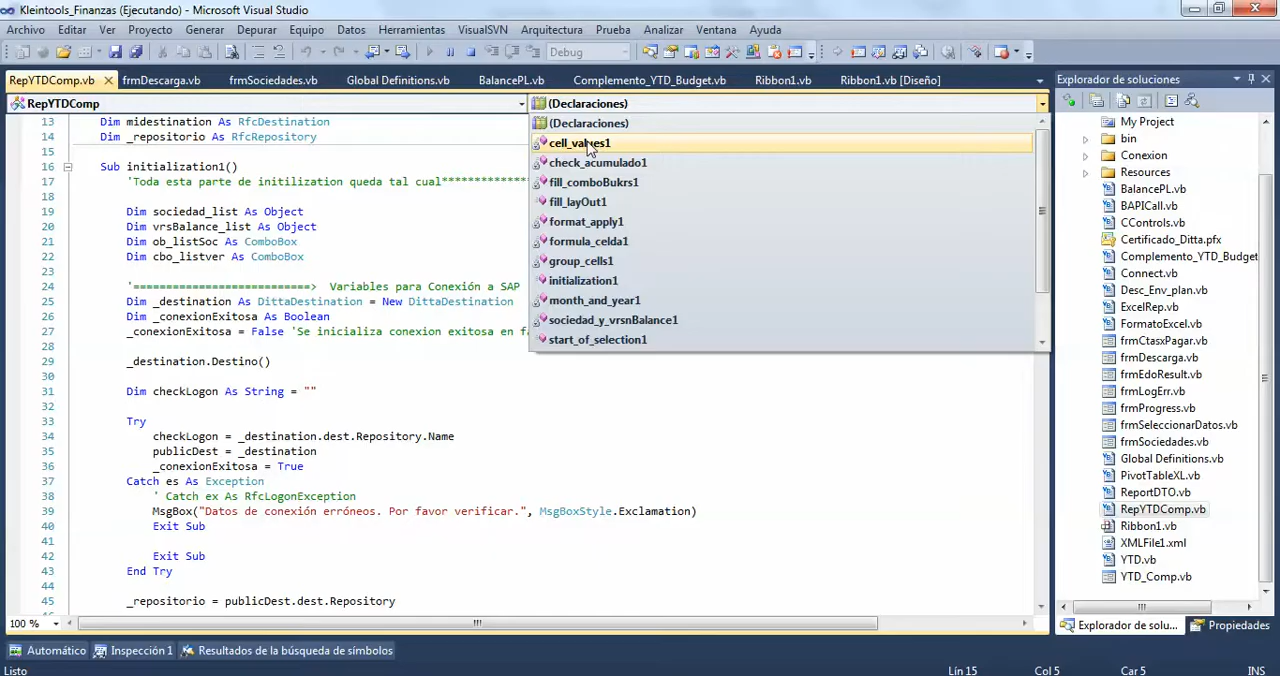 Kleintools_Finanzas (Ejecutando) - Microsoft Visual Studio
Archivo Editar Ver Proyecto Generar Depurar Equipo Datos Herramientas VisualSVN Arquitectura Prueba Analizar Ventana Ayuda
Debug
RepYTDComp.vb frmDescarga.vb frmSociedades.vb Global Definitions.vb BalancePL.vb Complemento_YTD_Budget.vb Ribbon1.vb Ribbon1.vb [Diseño]
Explorador de soluciones
RepYTDComp
(Declaraciones)
(Declaraciones)
cell_values1
check_acumulado1
fill_comboBukrs1
fill_layOut1
format_apply1
formula_celda1
group_cells1
initialization1
month_and_year1
sociedad_y_vrsnBalance1
start_of_selection1
13 Dim midestination As RfcDestination
14 Dim _repositorio As RfcRepository
15
16 Sub initialization1()
17 'Toda esta parte de initilization queda tal cual*************
18
19 Dim sociedad_list As Object
20 Dim vrsBalance_list As Object
21 Dim ob_listSoc As ComboBox
22 Dim cbo_listver As ComboBox
23
24 '===========================> Variables para Conexión a SAP
25 Dim _destination As DittaDestination = New DittaDestination
26 Dim _conexionExitosa As Boolean
27 _conexionExitosa = False 'Se inicializa conexion exitosa en
28
29 _destination.Destino()
30
31 Dim checkLogon As String = ""
32
33 Try
34 checkLogon = _destination.dest.Repository.Name
35 publicDest = _destination
36 _conexionExitosa = True
37 Catch es As Exception
38 ' Catch ex As RfcLogonException
39 MsgBox("Datos de conexión erróneos. Por favor verificar.", MsgBoxStyle.Exclamation)
40 Exit Sub
41
42 Exit Sub
43 End Try
44
45 _repositorio = publicDest.dest.Repository
100 %
My Project
bin
Conexion
Resources
BalancePL.vb
BAPICall.vb
CControls.vb
Certificado_Ditta.pfx
Complemento_YTD_Budget
Connect.vb
Desc_Env_plan.vb
ExcelRep.vb
FormatoExcel.vb
frmCtasxPagar.vb
frmDescarga.vb
frmEdoResult.vb
frmLogErr.vb
frmProgress.vb
frmSeleccionarDatos.vb
frmSociedades.vb
Global Definitions.vb
PivotTableXL.vb
ReportDTO.vb
RepYTDComp.vb
Ribbon1.vb
XMLFile1.xml
YTD.vb
YTD_Comp.vb
Explorador de solu... Propiedades
Automático Inspección 1 Resultados de la búsqueda de símbolos
Listo Lín 15 Col 5 Car 5 INS